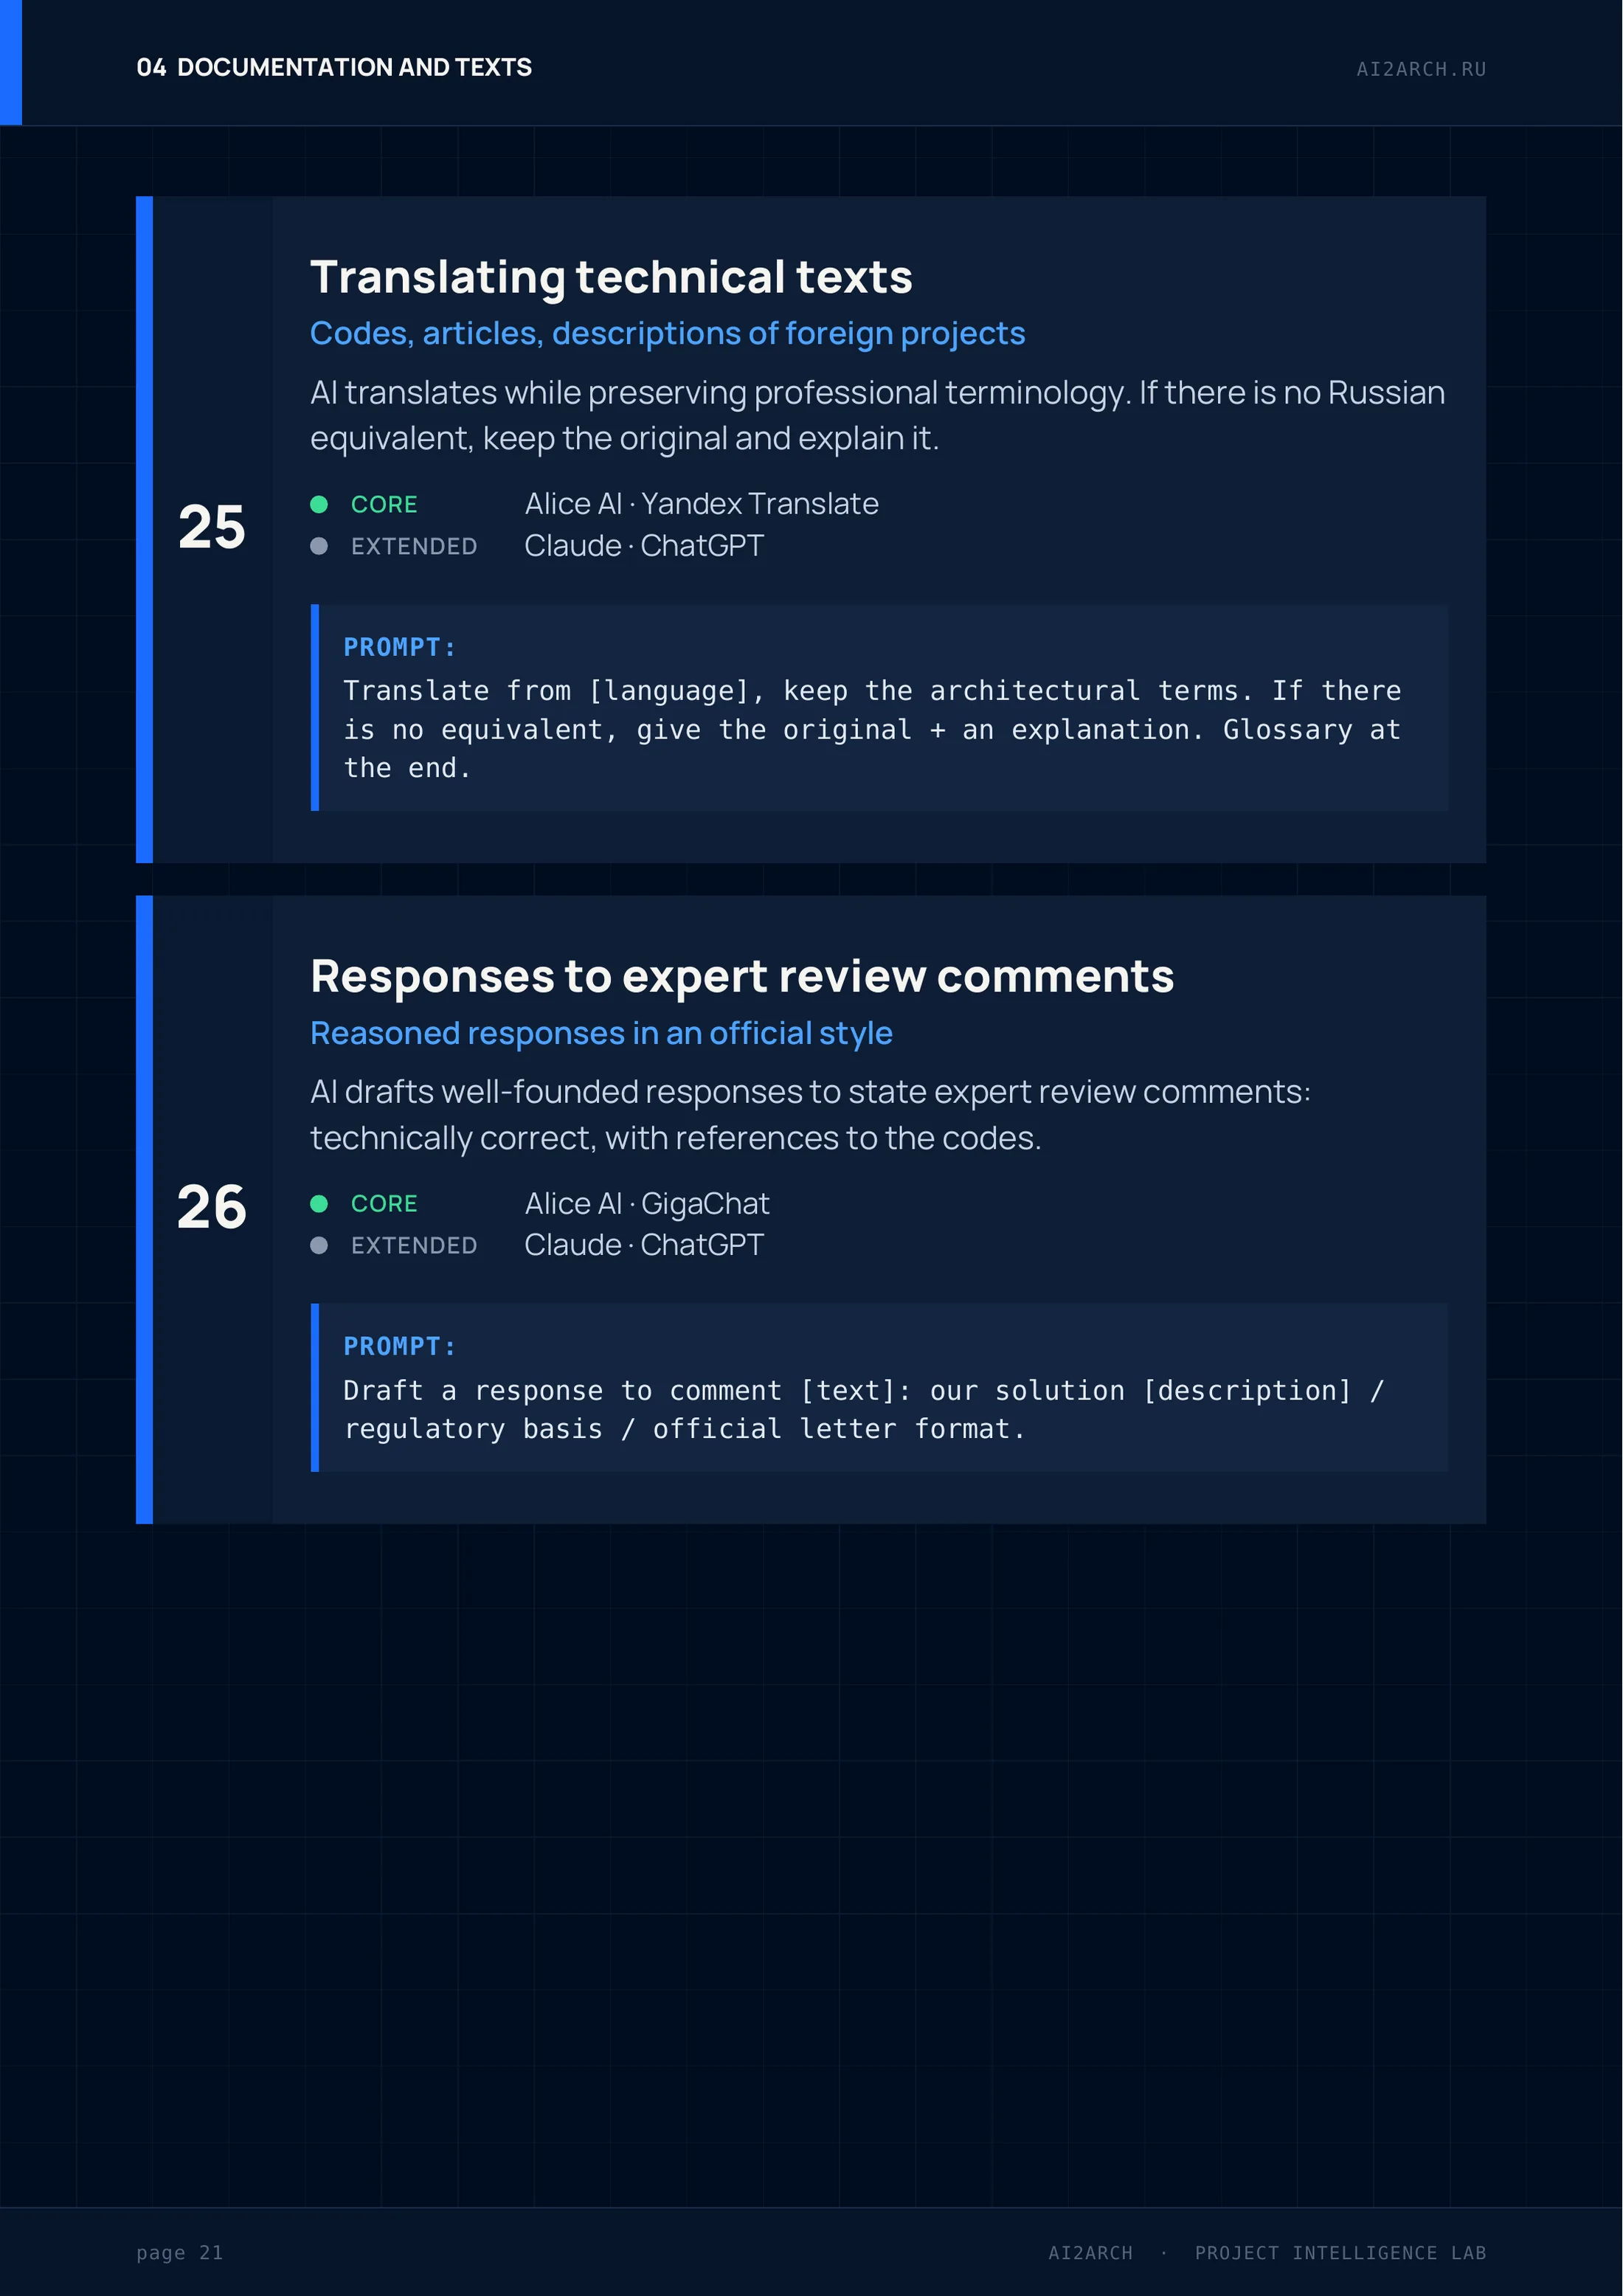 04 DOCUMENTATION AND TEXTS
AI2ARCH.RU
25
Translating technical texts
Codes, articles, descriptions of foreign projects
AI translates while preserving professional terminology. If there is no Russian
equivalent, keep the original and explain it.
CORE Alice AI · Yandex Translate
EXTENDED Claude · ChatGPT
PROMPT:
Translate from [language], keep the architectural terms. If there
is no equivalent, give the original + an explanation. Glossary at
the end.
26
Responses to expert review comments
Reasoned responses in an official style
AI drafts well-founded responses to state expert review comments:
technically correct, with references to the codes.
CORE Alice AI · GigaChat
EXTENDED Claude · ChatGPT
PROMPT:
Draft a response to comment [text]: our solution [description] /
regulatory basis / official letter format.
page 21
AI2ARCH · PROJECT INTELLIGENCE LAB